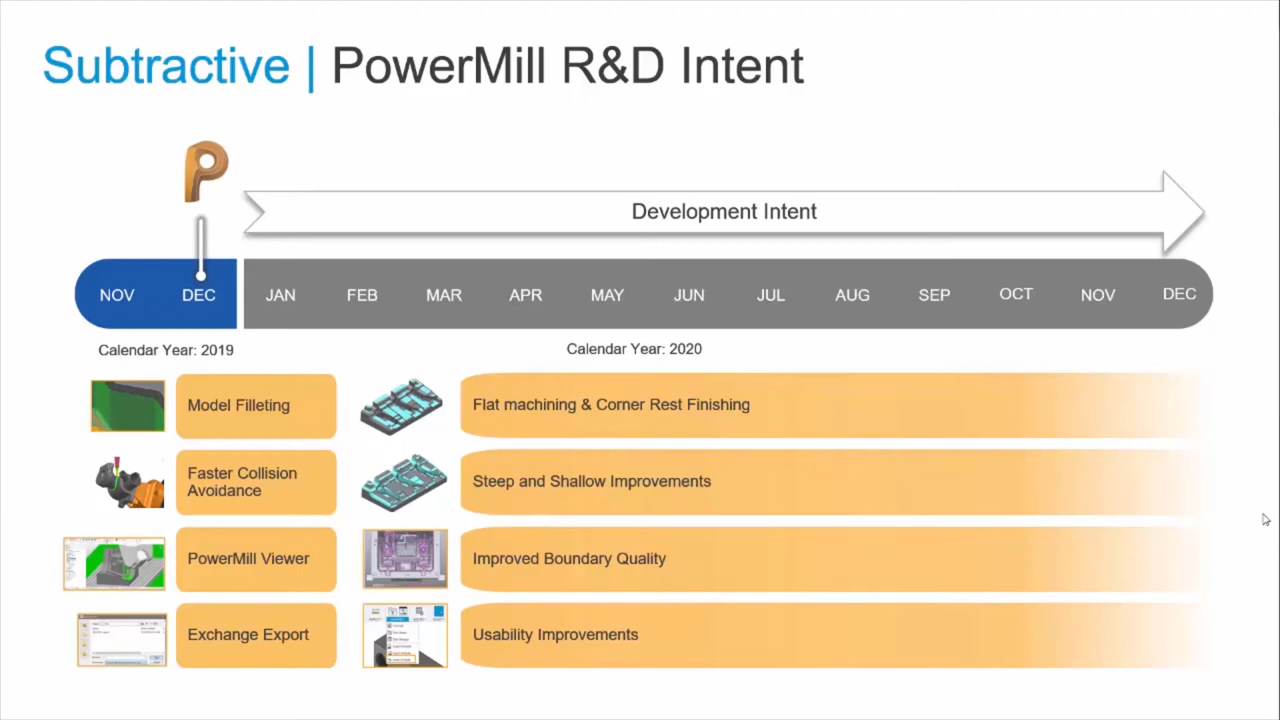 Subtractive | PowerMill R&D Intent
P
Development Intent
NOV DEC JAN FEB MAR APR MAY JUN JUL AUG SEP OCT NOV DEC
Calendar Year: 2019
Calendar Year: 2020
Model Filleting
Flat machining & Corner Rest Finishing
Faster Collision
Avoidance
Steep and Shallow Improvements
PowerMill Viewer
Improved Boundary Quality
Exchange Export
Usability Improvements